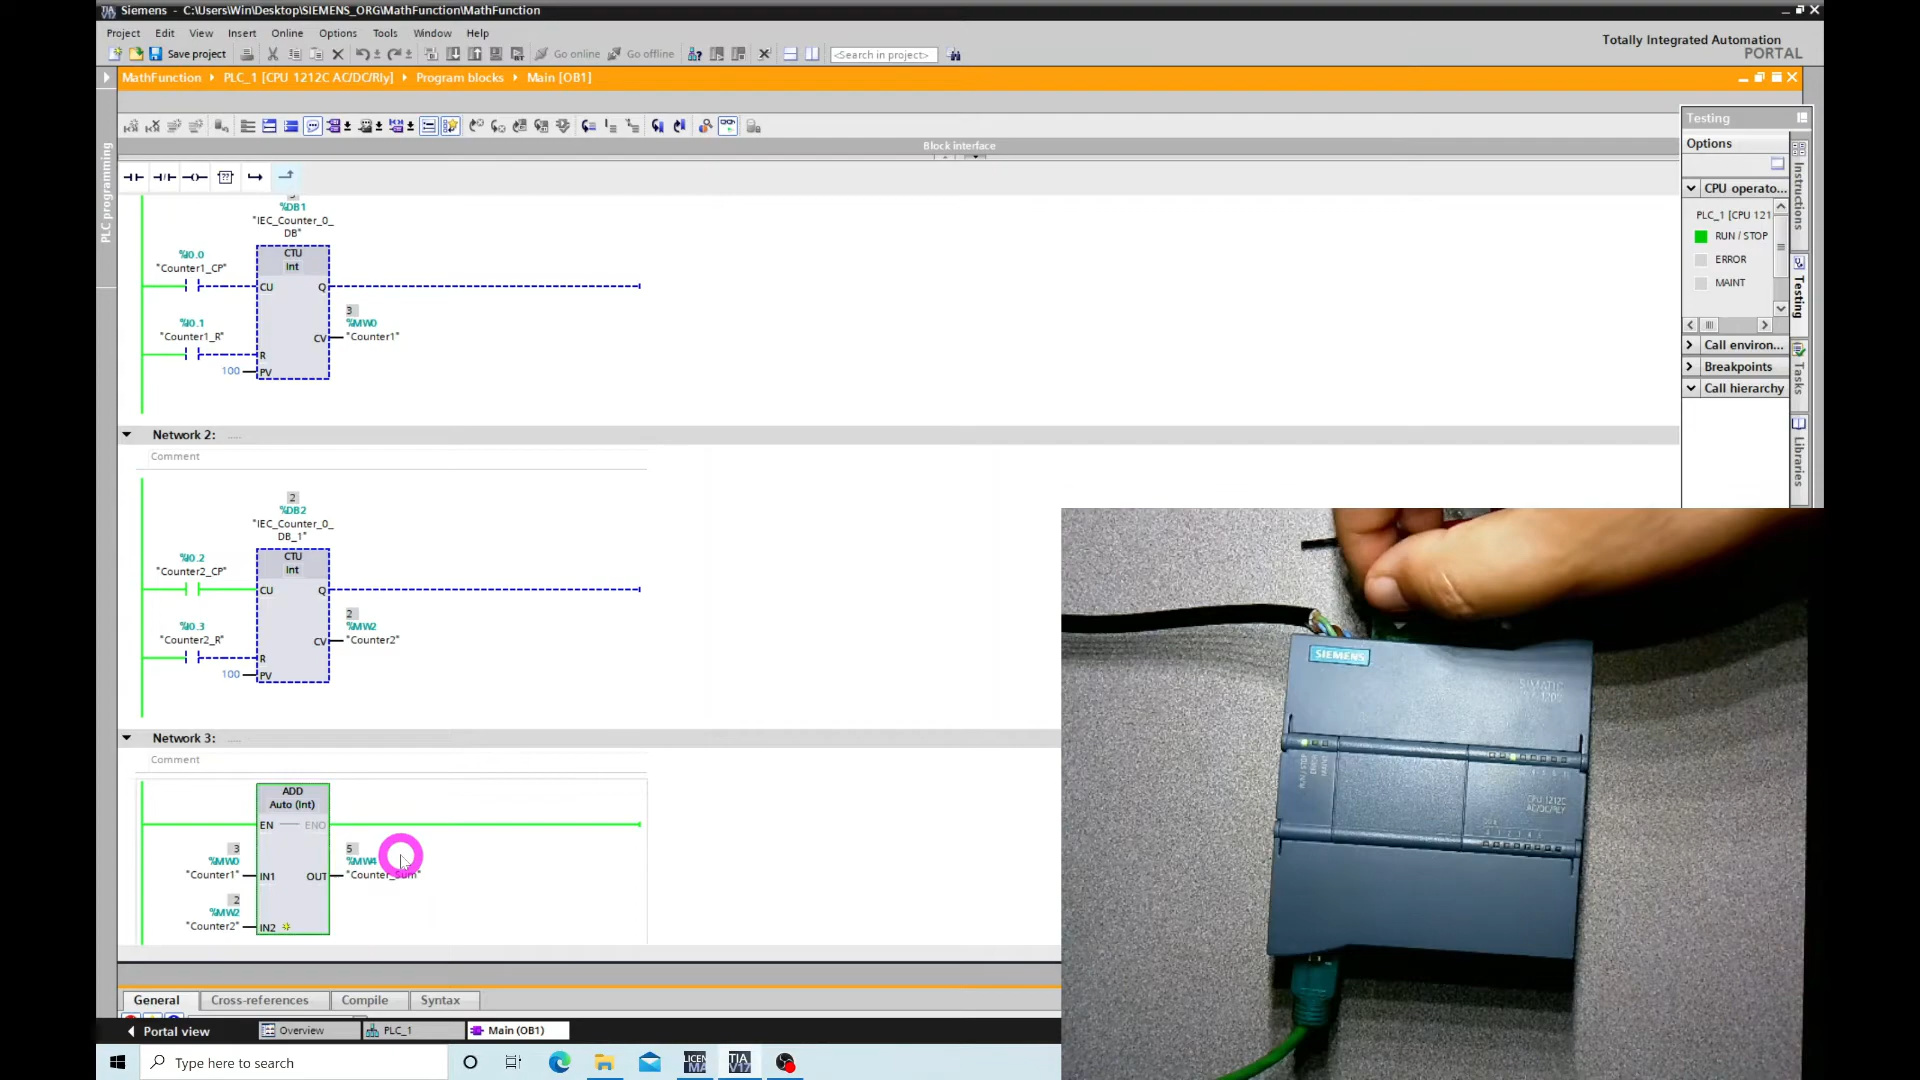 Siemens - C:\Users\Win\Desktop\SIEMENS_ORG\MathFunction\MathFunction
Project Edit View Insert Online Options Tools Window Help
Totally Integrated Automation
PORTAL
Save project
Go online
Go offline
<Search in project>
MathFunction PLC_1 [CPU 1212C AC/DC/Rly] Program blocks Main [OB1]
Block interface
PLC programming
%DB1
"IEC_Counter_0_
DB"
CTU
Int
%I0.0
"Counter1_CP"
CU
Q
3
%MW0
CV
"Counter1"
%I0.1
"Counter1_R"
R
100
PV
Network 2:
Comment
2
%DB2
"IEC_Counter_0_
DB_1"
CTU
Int
%I0.2
"Counter2_CP"
CU
Q
2
%MW2
CV
"Counter2"
%I0.3
"Counter2_R"
R
100
PV
Network 3:
Comment
ADD
Auto (Int)
EN
ENO
3
%MW0
"Counter1"
IN1
5
%MW4
OUT
"Counter_Sum"
2
%MW2
"Counter2"
IN2
General Cross-references Compile Syntax
Portal view
Overview
PLC_1
Main (OB1)
Type here to search
TIA
V17
Testing
Options
CPU operato...
PLC_1 [CPU 121
RUN / STOP
ERROR
MAINT
Call environ...
Breakpoints
Call hierarchy
Instructions
Testing
Tasks
Libraries
SIEMENS
SIMATIC
RUN / STOP
ERROR
MAINT
CPU 1212C
AC/DC/RLY